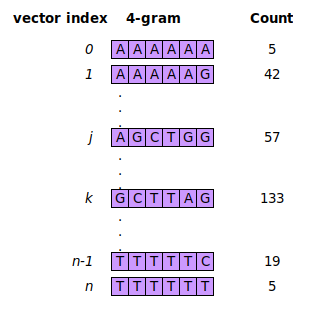 vector index 4-gram Count
0 A A A A A A 5
1 A A A A A G 42
.
.
.
j A G C T G G 57
.
.
.
k G C T T A G 133
.
.
.
n-1 T T T T T C 19
n T T T T T T 5